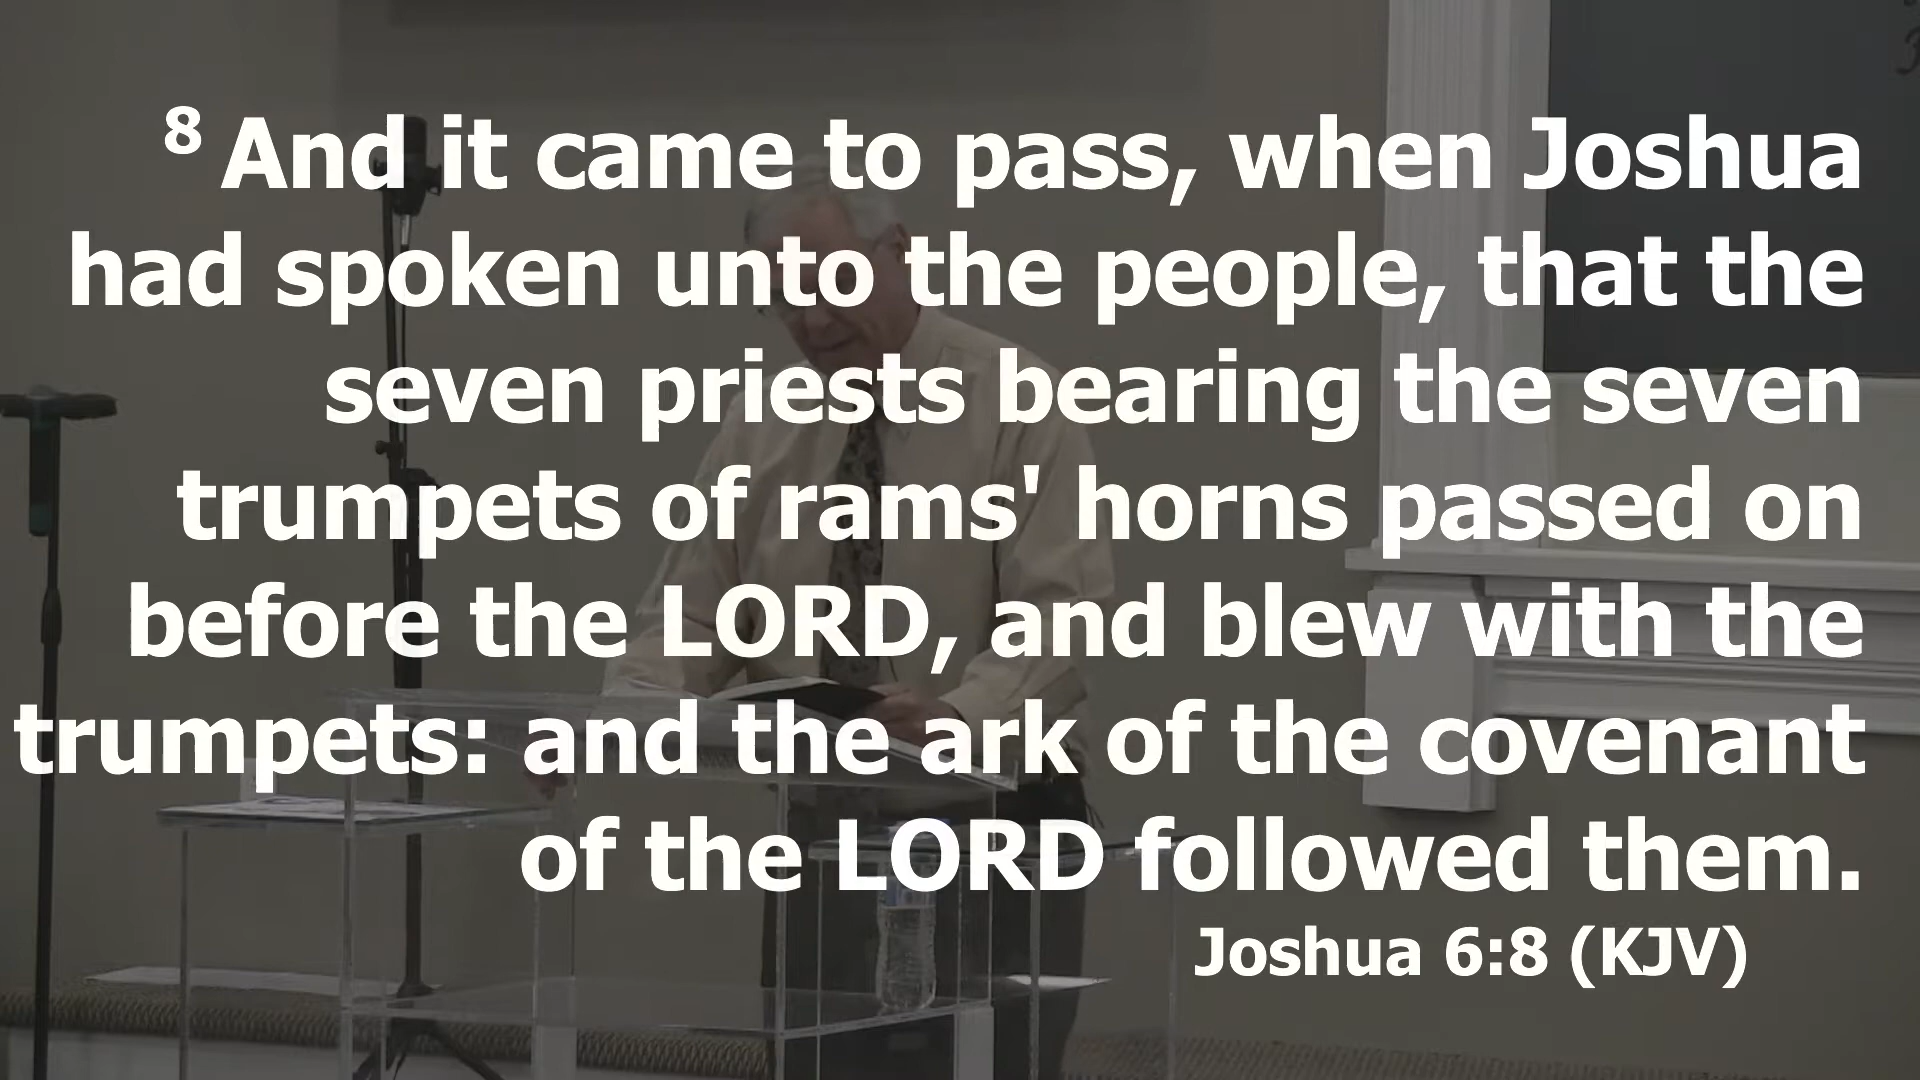 8 And it came to pass, when Joshua
had spoken unto the people, that the
seven priests bearing the seven
trumpets of rams' horns passed on
before the LORD, and blew with the
trumpets: and the ark of the covenant
of the LORD followed them.
Joshua 6:8 (KJV)